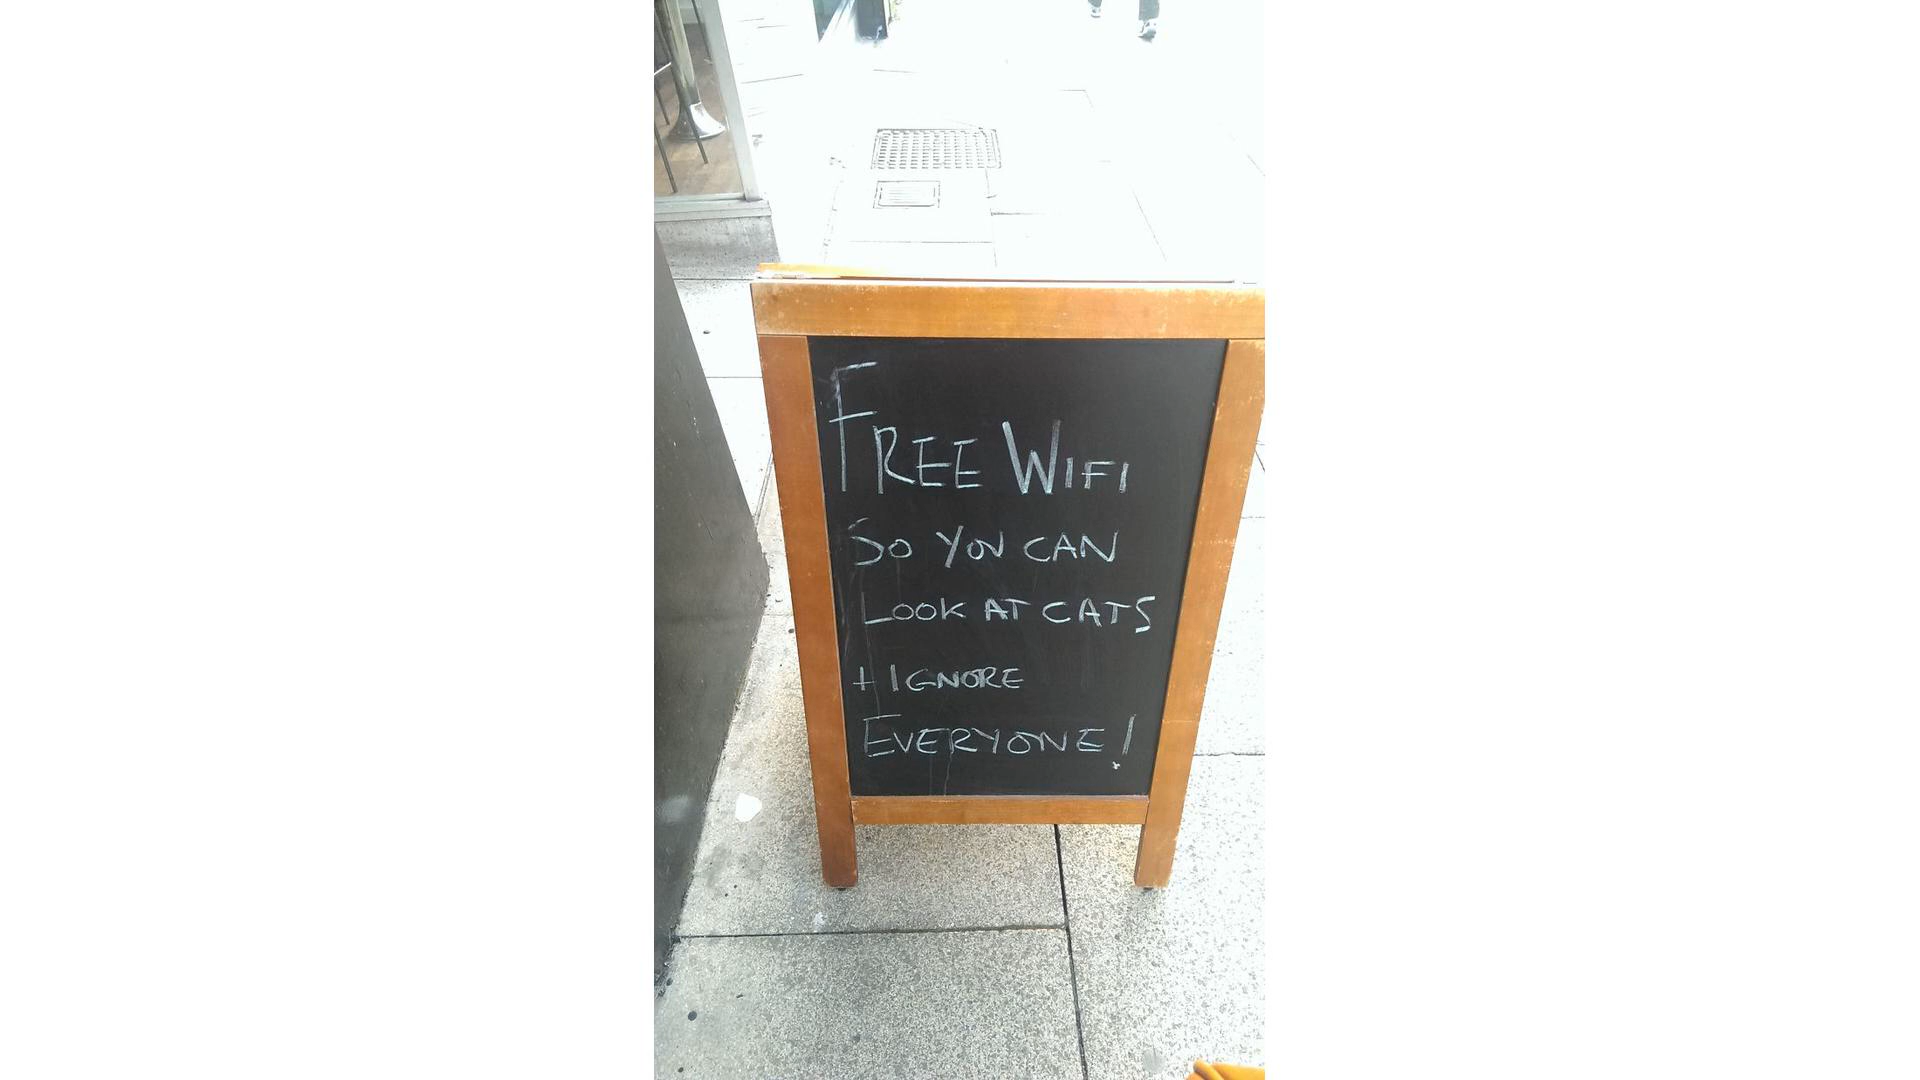 FREE WIFI
SO YOU CAN
LOOK AT CATS
+ IGNORE
EVERYONE!